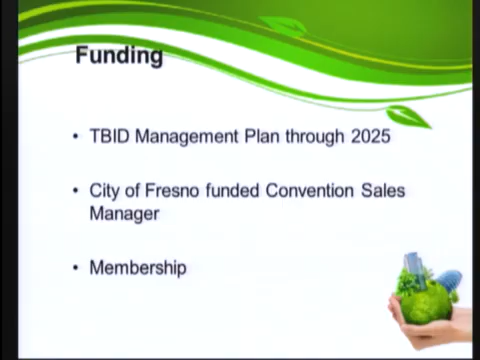 Funding
• TBID Management Plan through 2025
• City of Fresno funded Convention Sales
Manager
• Membership